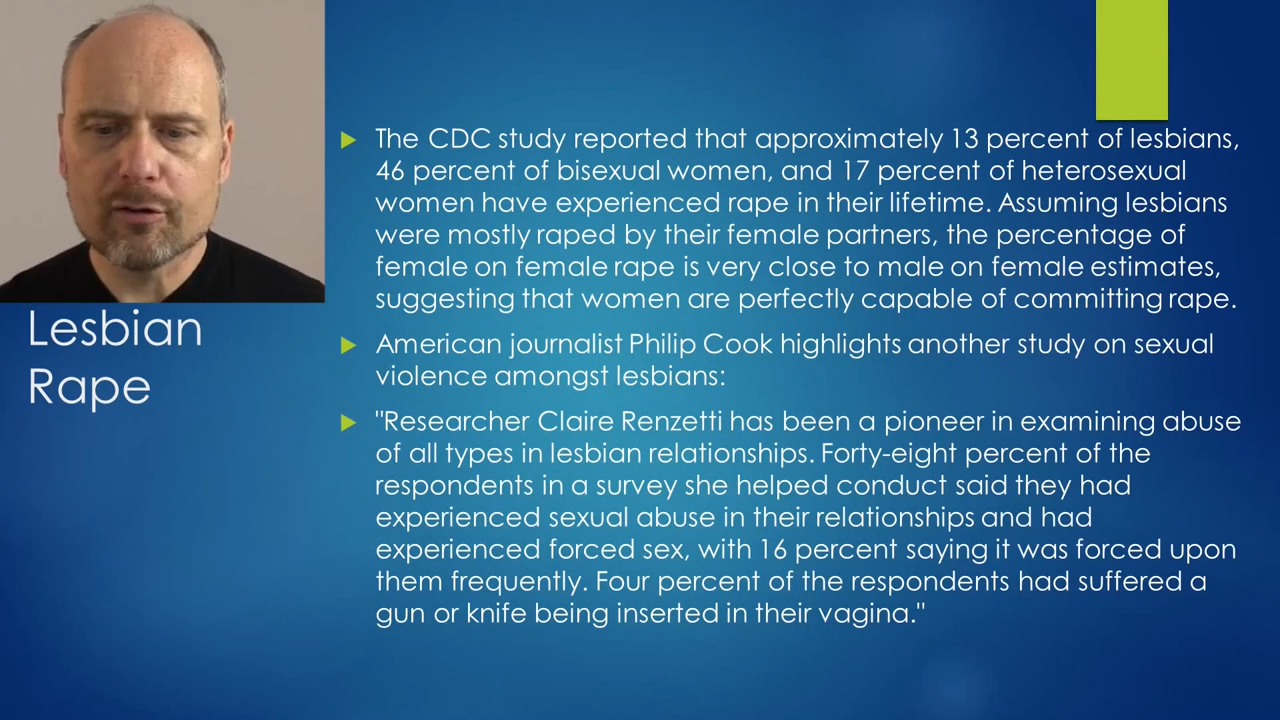 The CDC study reported that approximately 13 percent of lesbians,
46 percent of bisexual women, and 17 percent of heterosexual
women have experienced rape in their lifetime. Assuming lesbians
were mostly raped by their female partners, the percentage of
female on female rape is very close to male on female estimates,
suggesting that women are perfectly capable of committing rape.
American journalist Philip Cook highlights another study on sexual
violence amongst lesbians:
"Researcher Claire Renzetti has been a pioneer in examining abuse
of all types in lesbian relationships. Forty-eight percent of the
respondents in a survey she helped conduct said they had
experienced sexual abuse in their relationships and had
experienced forced sex, with 16 percent saying it was forced upon
them frequently. Four percent of the respondents had suffered a
gun or knife being inserted in their vagina."
Lesbian
Rape